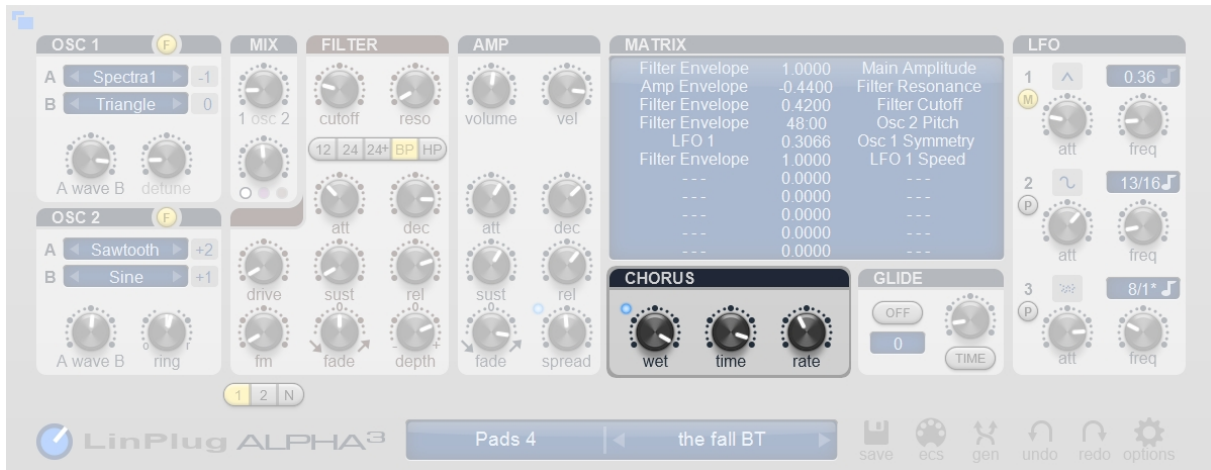 OSC 1 F MIX FILTER AMP MATRIX LFO
A Spectra1 -1
B Triangle 0
A wave B detune
OSC 2 F
A Sawtooth +2
B Sine +1
A wave B o ring r
1 osc 2
cutoff reso
12 24 24+ BP HP
att dec
drive sust rel
0 0
fm fade - depth +
1 2 N
volume vel
att dec
sust rel
0
fade spread
Filter Envelope 1.0000 Main Amplitude
Amp Envelope -0.4400 Filter Resonance
Filter Envelope 0.4200 Filter Cutoff
Filter Envelope 48:00 Osc 2 Pitch
LFO 1 0.3066 Osc 1 Symmetry
Filter Envelope 1.0000 LFO 1 Speed
- - - 0.0000 - - -
- - - 0.0000 - - -
- - - 0.0000 - - -
- - - 0.0000 - - -
- - - 0.0000 - - -
CHORUS
wet time rate
GLIDE
OFF
0 TIME
1 0.36
M
att freq
2 13/16
P
att freq
3 8/1*
P
att freq
LinPlug ALPHA3
Pads 4 the fall BT
save ecs gen undo redo options